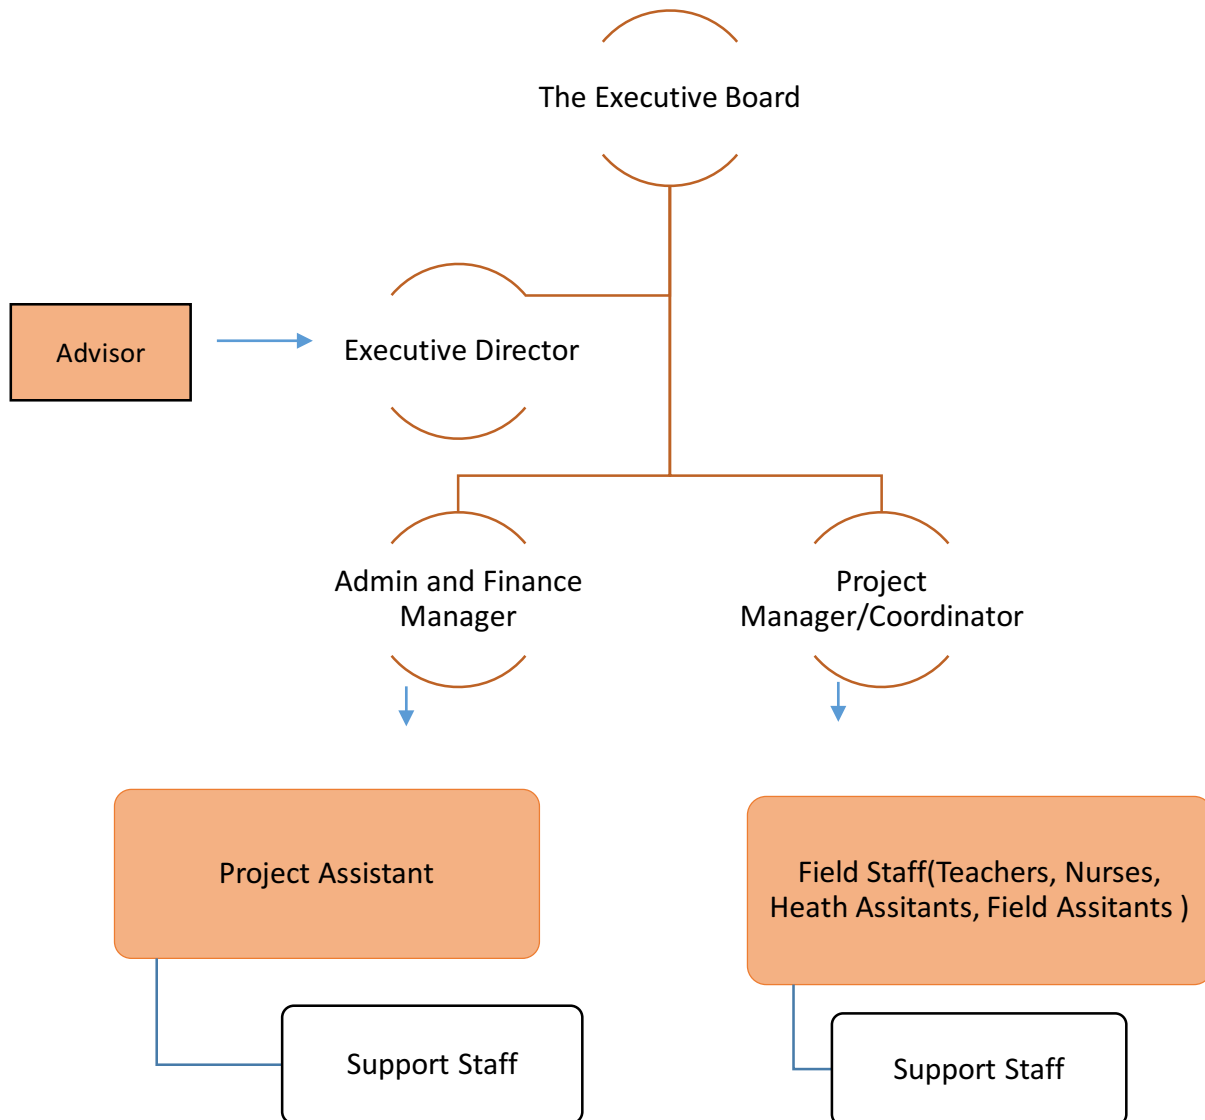 The Executive Board
Advisor
Executive Director
Admin and Finance
Manager
Project
Manager/Coordinator
Project Assistant
Field Staff(Teachers, Nurses,
Heath Assitants, Field Assitants )
Support Staff
Support Staff